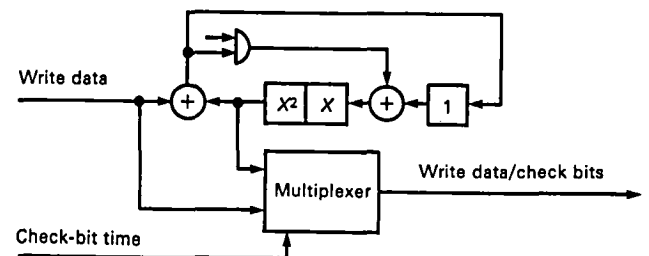 Write data
+
X² X
+
1
Write data/check bits
Multiplexer
Check-bit time